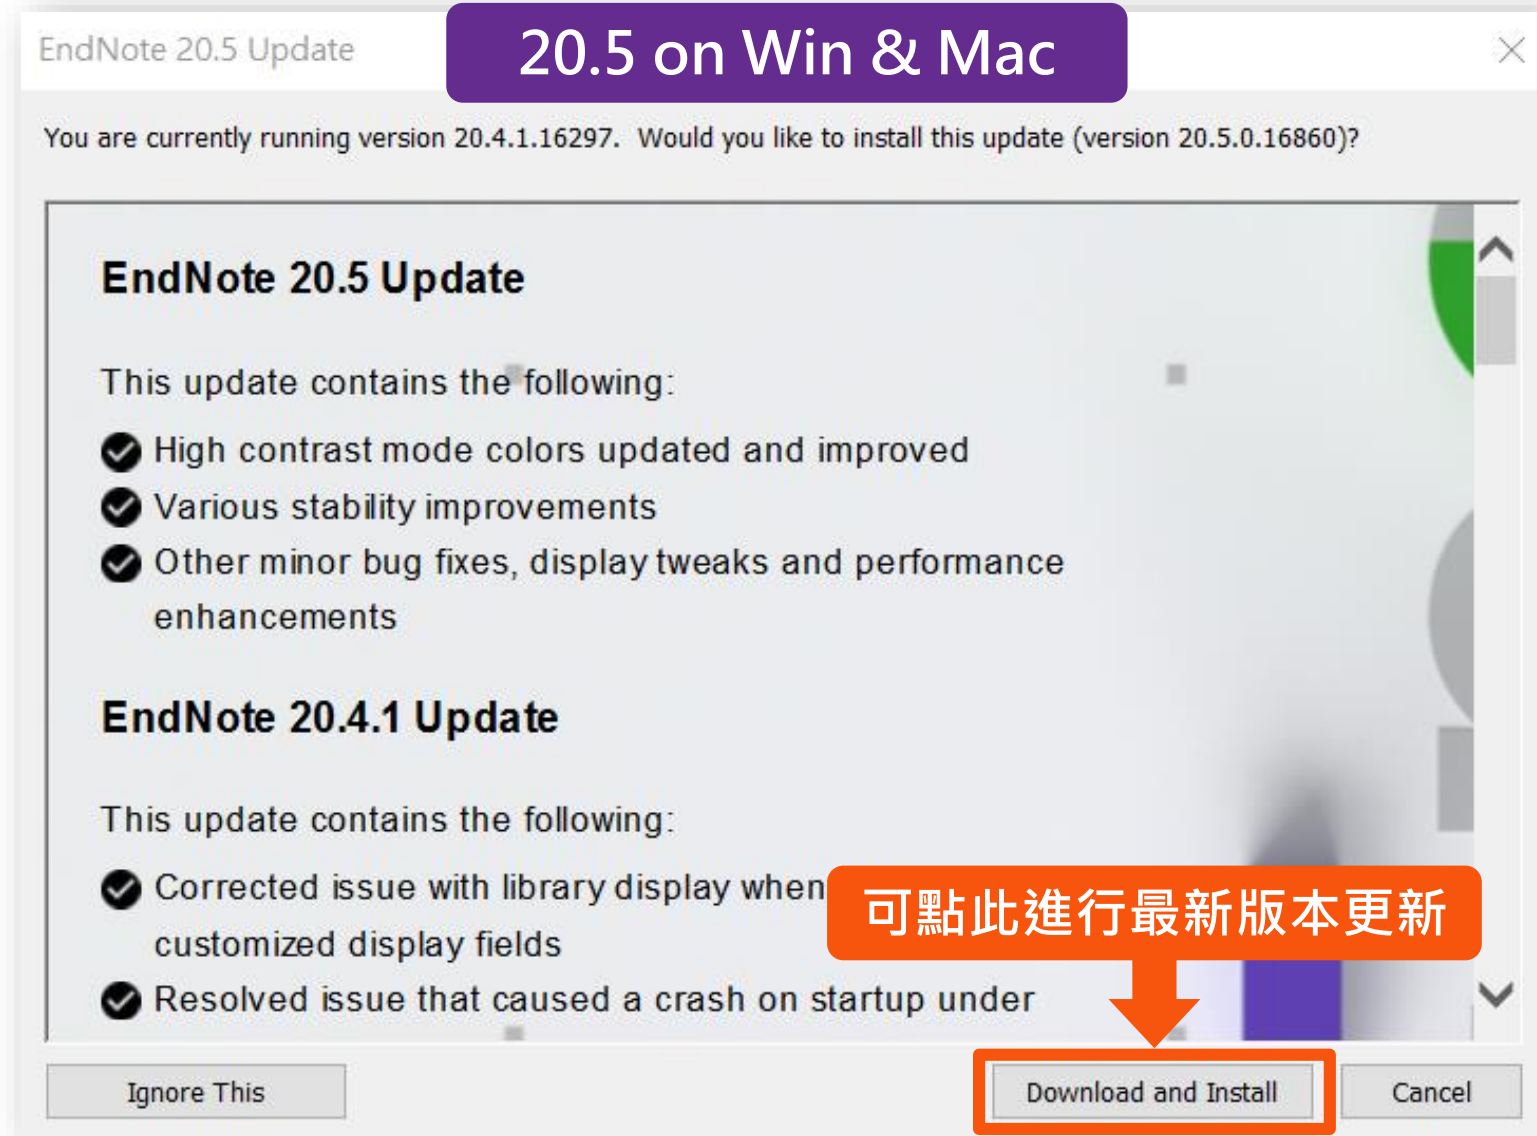 EndNote 20.5 Update
20.5 on Win & Mac
You are currently running version 20.4.1.16297.  Would you like to install this update (version 20.5.0.16860)?
EndNote 20.5 Update
This update contains the following:
High contrast mode colors updated and improved
Various stability improvements
Other minor bug fixes, display tweaks and performance
enhancements
EndNote 20.4.1 Update
This update contains the following:
Corrected issue with library display when
customized display fields
Resolved issue that caused a crash on startup under
可點此進行最新版本更新
Ignore This
Download and Install
Cancel